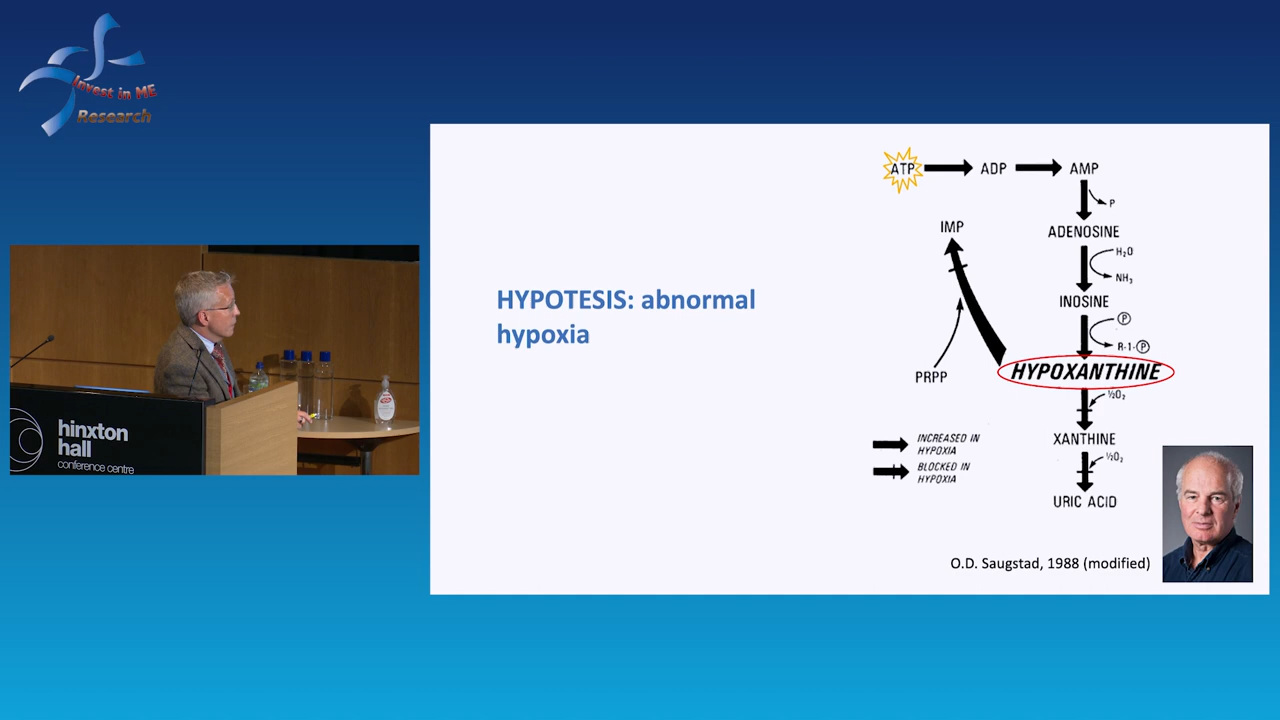 Invest in ME
Research
hinxton
hall
conference centre
HYPOTESIS: abnormal
hypoxia
ATP
ADP
AMP
P
IMP
ADENOSINE
H₂O
NH₃
INOSINE
P
R-1-P
PRPP
HYPOXANTHINE
½O₂
INCREASED IN
HYPOXIA
XANTHINE
BLOCKED IN
HYPOXIA
½O₂
URIC ACID
O.D. Saugstad, 1988 (modified)